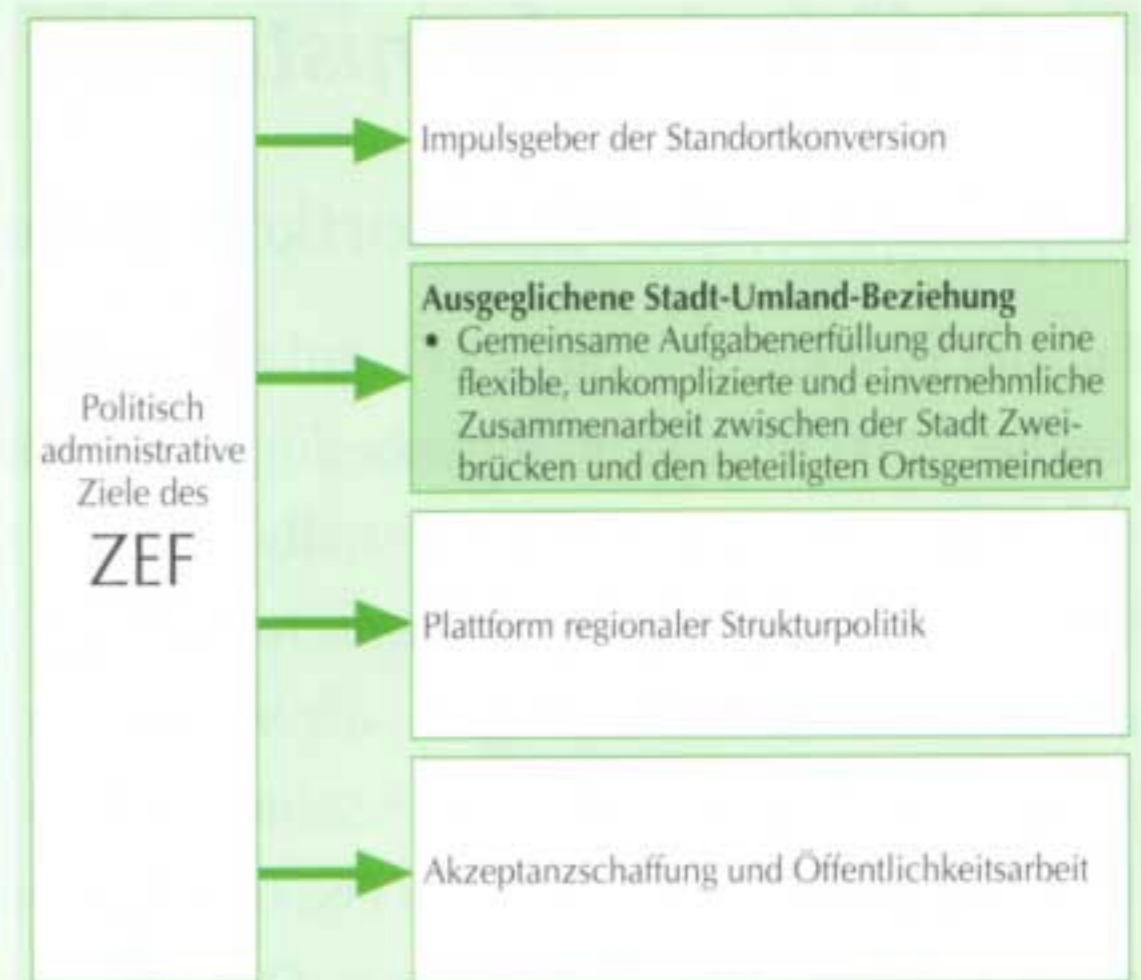 Politisch
administrative
Ziele des
ZEF
Impulsgeber der Standortkonversion
Ausgeglichene Stadt-Umland-Beziehung
• Gemeinsame Aufgabenerfüllung durch eine
flexible, unkomplizierte und einvernehmliche
Zusammenarbeit zwischen der Stadt Zwei-
brücken und den beteiligten Ortsgemeinden
Plattform regionaler Strukturpolitik
Akzeptanzschaffung und Öffentlichkeitsarbeit